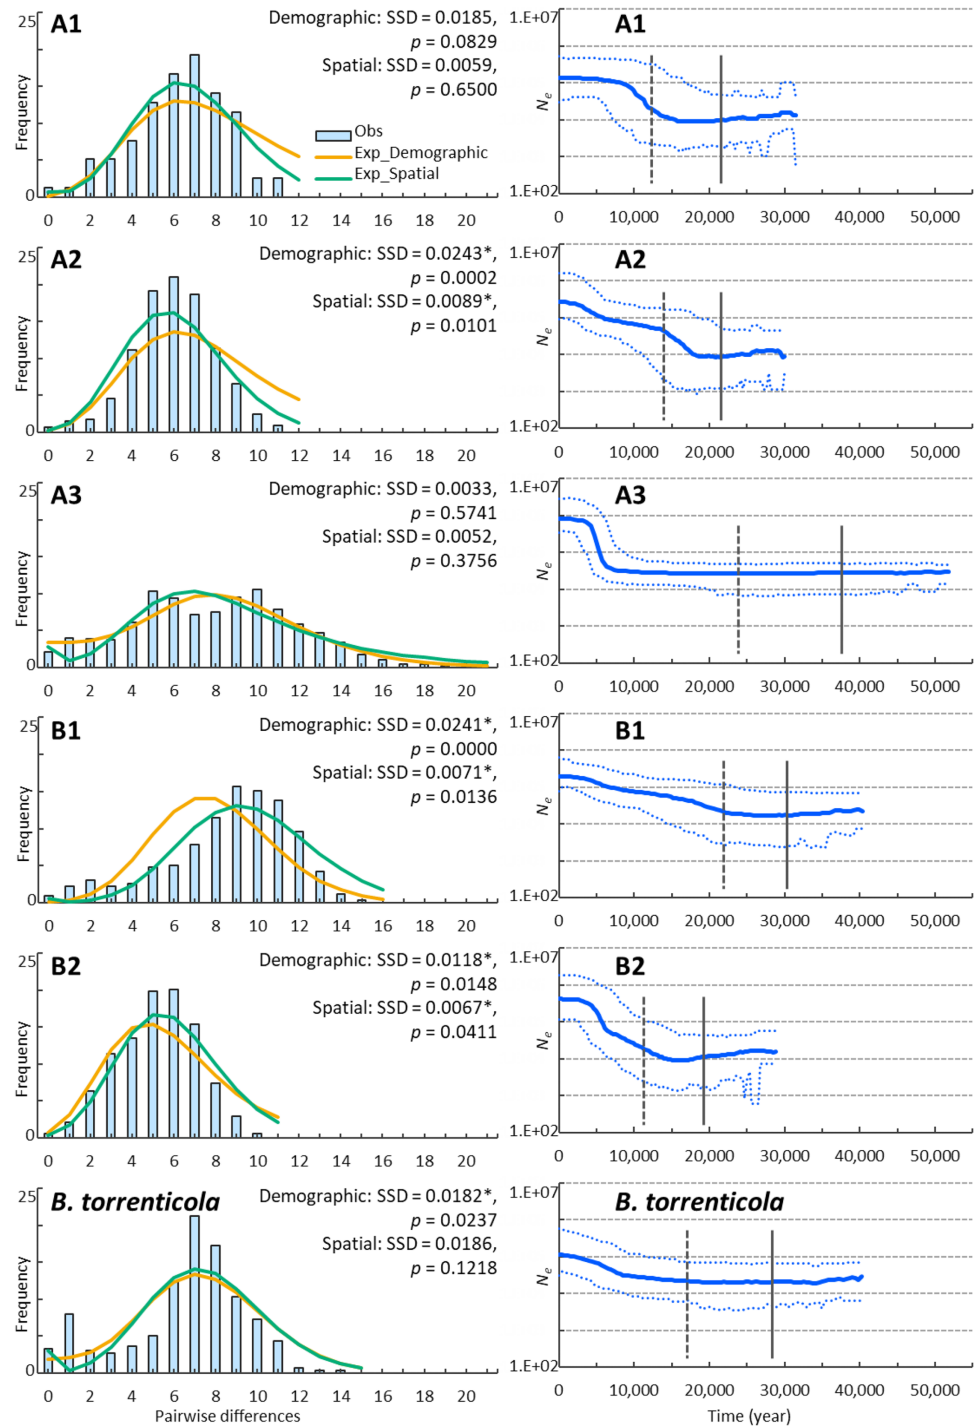 A1
25
Frequency
0
Demographic: SSD = 0.0185,
p = 0.0829
Spatial: SSD = 0.0059,
p = 0.6500
Obs
Exp_Demographic
Exp_Spatial
0 2 4 6 8 10 12 14 16 18 20
A1
1.E+07
Ne
1.E+02
0 10,000 20,000 30,000 40,000 50,000
A2
25
Frequency
0
Demographic: SSD = 0.0243*,
p = 0.0002
Spatial: SSD = 0.0089*,
p = 0.0101
0 2 4 6 8 10 12 14 16 18 20
A2
1.E+07
Ne
1.E+02
0 10,000 20,000 30,000 40,000 50,000
A3
25
Frequency
0
Demographic: SSD = 0.0033,
p = 0.5741
Spatial: SSD = 0.0052,
p = 0.3756
0 2 4 6 8 10 12 14 16 18 20
A3
1.E+07
Ne
1.E+02
0 10,000 20,000 30,000 40,000 50,000
B1
25
Frequency
0
Demographic: SSD = 0.0241*,
p = 0.0000
Spatial: SSD = 0.0071*,
p = 0.0136
0 2 4 6 8 10 12 14 16 18 20
B1
1.E+07
Ne
1.E+02
0 10,000 20,000 30,000 40,000 50,000
B2
25
Frequency
0
Demographic: SSD = 0.0118*,
p = 0.0148
Spatial: SSD = 0.0067*,
p = 0.0411
0 2 4 6 8 10 12 14 16 18 20
B2
1.E+07
Ne
1.E+02
0 10,000 20,000 30,000 40,000 50,000
B. torrenticola
25
Frequency
0
Demographic: SSD = 0.0182*,
p = 0.0237
Spatial: SSD = 0.0186,
p = 0.1218
0 2 4 6 8 10 12 14 16 18 20
Pairwise differences
B. torrenticola
1.E+07
Ne
1.E+02
0 10,000 20,000 30,000 40,000 50,000
Time (year)